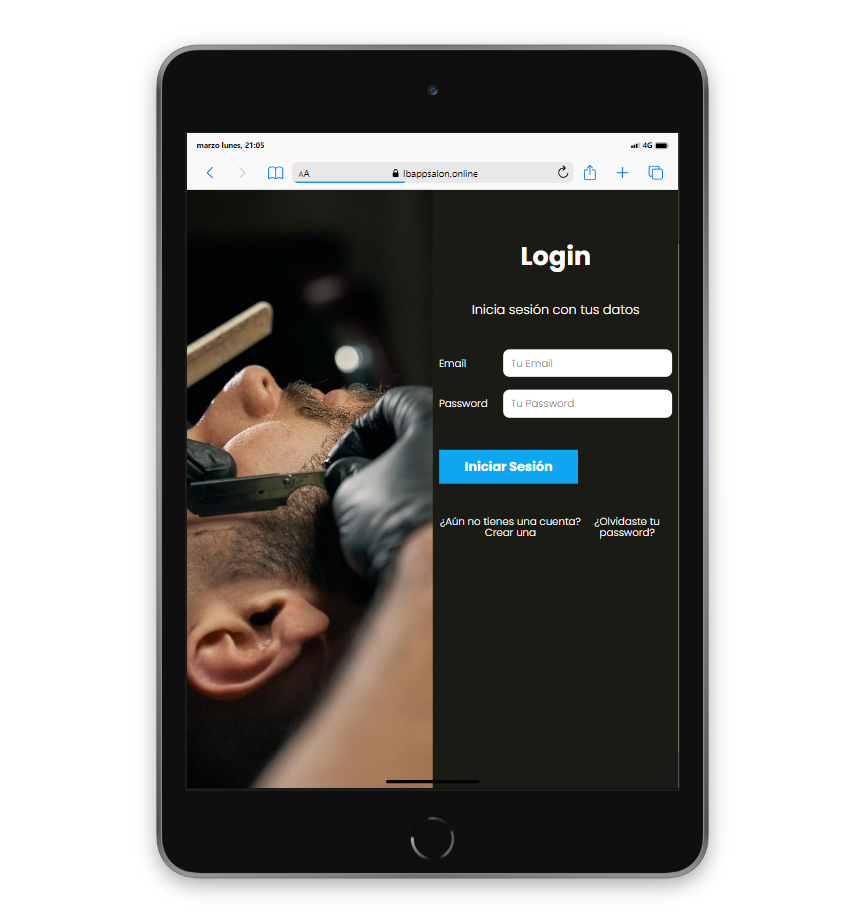 marzo lunes, 21:05
4G
AA
lbappsalon.online
Login
Inicia sesión con tus datos
Email
Tu Email
Password
Tu Password
Iniciar Sesión
¿Aún no tienes una cuenta?
Crear una
¿Olvidaste tu
password?